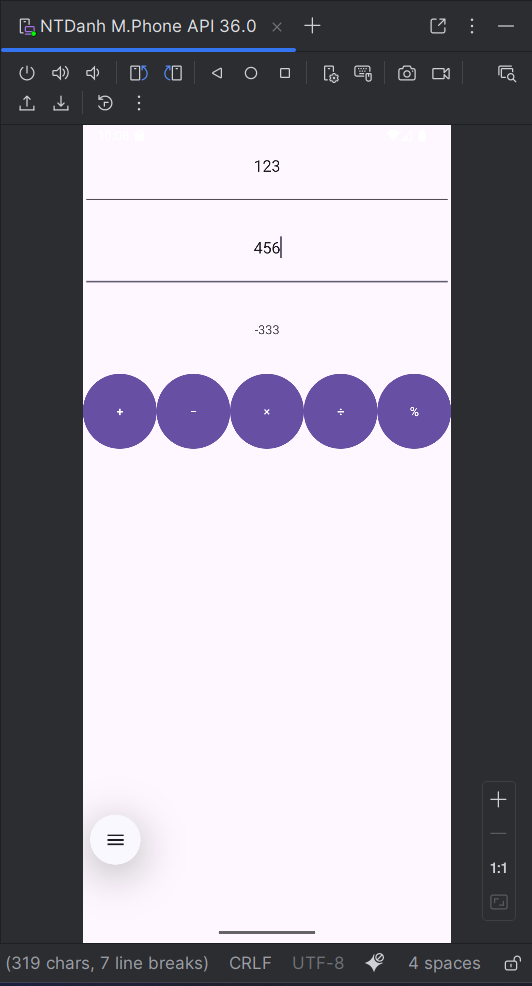 NTDanh M.Phone API 36.0
123
456
-333
+ − × ÷ %
1:1
(319 chars, 7 line breaks) CRLF UTF-8 4 spaces